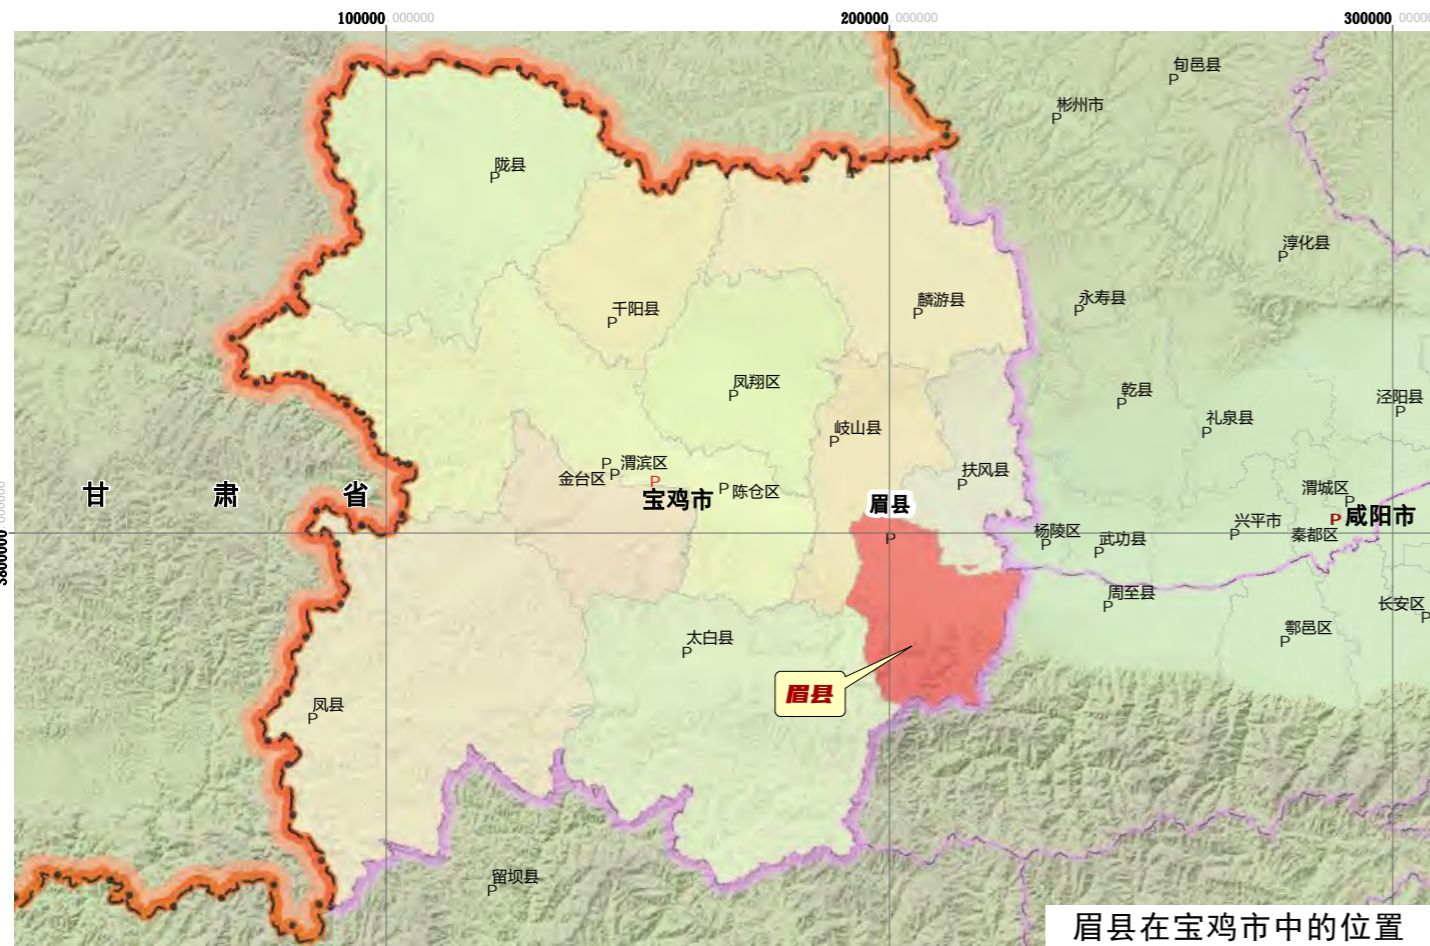 100000.000000
200000.000000
300000.0000
旬邑县
P
彬州市
P
陇县
P
淳化县
P
千阳县
P
麟游县
P
永寿县
P
凤翔区
P
乾县
P
泾阳县
P
礼泉县
P
岐山县
P
扶风县
P
渭滨区
P
P
金台区
P
P
陈仓区
宝鸡市
甘肃省
眉县
P
渭城区
P
P
咸阳市
兴平市
P
秦都区
杨陵区
P
武功县
P
3800000
周至县
P
长安区
P
鄠邑区
P
太白县
P
眉县
凤县
P
留坝县
P
眉县在宝鸡市中的位置